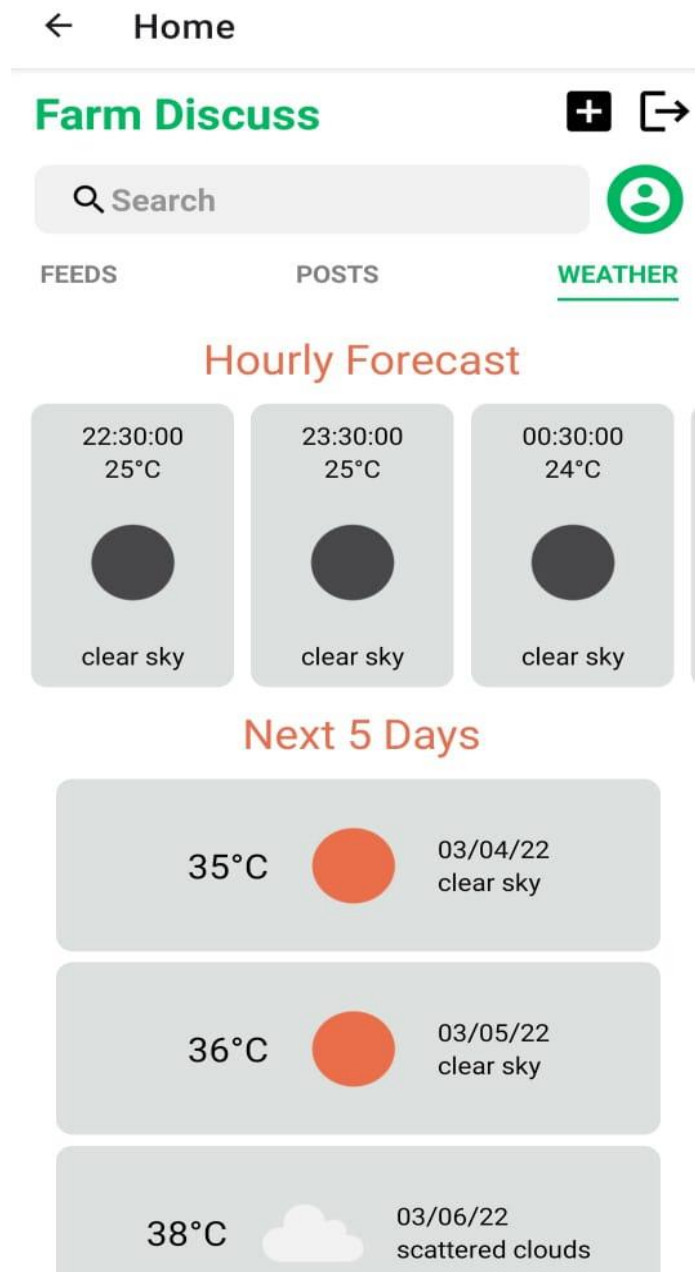 Home
Farm Discuss
Search
FEEDS POSTS WEATHER
Hourly Forecast
22:30:00
25°C
clear sky
23:30:00
25°C
clear sky
00:30:00
24°C
clear sky
Next 5 Days
35°C
03/04/22
clear sky
36°C
03/05/22
clear sky
38°C
03/06/22
scattered clouds